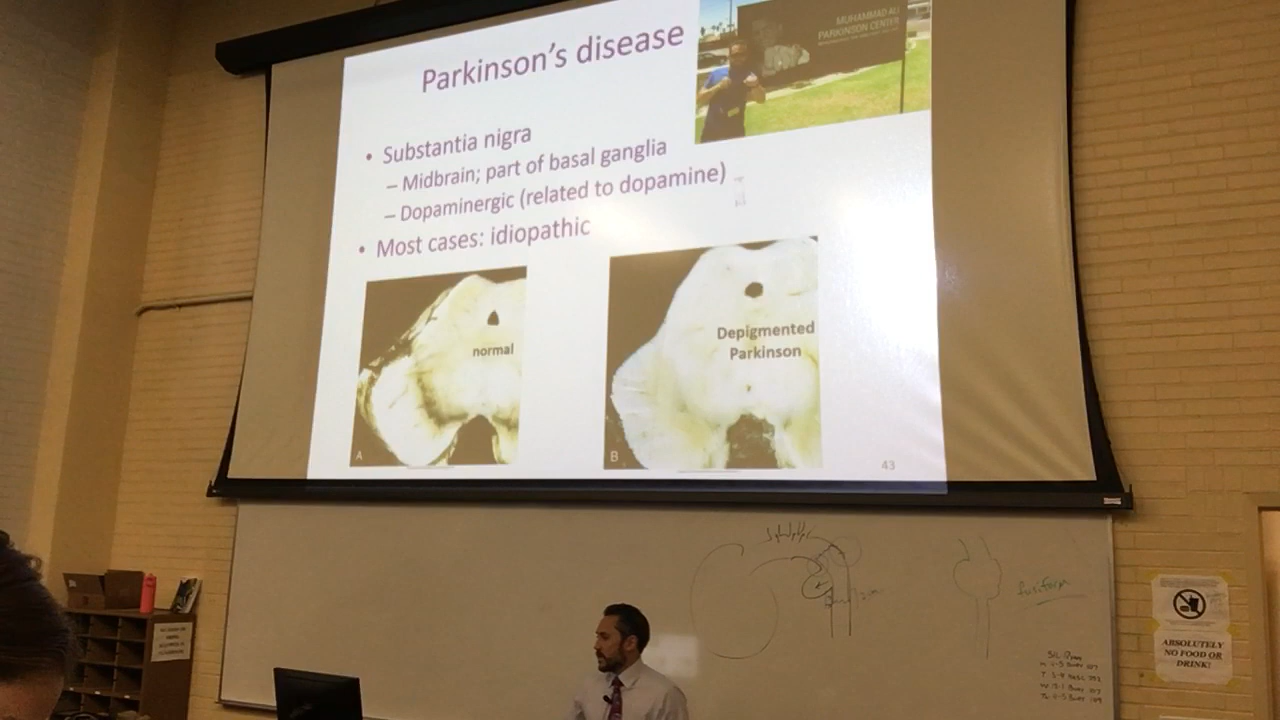 Parkinson's disease
MUHAMMAD ALI
PARKINSON CENTER
• Substantia nigra
– Midbrain; part of basal ganglia
– Dopaminergic (related to dopamine)
• Most cases: idiopathic
normal
A
Depigmented
Parkinson
B
43
fusiform
ABSOLUTELY
NO FOOD OR
DRINK!